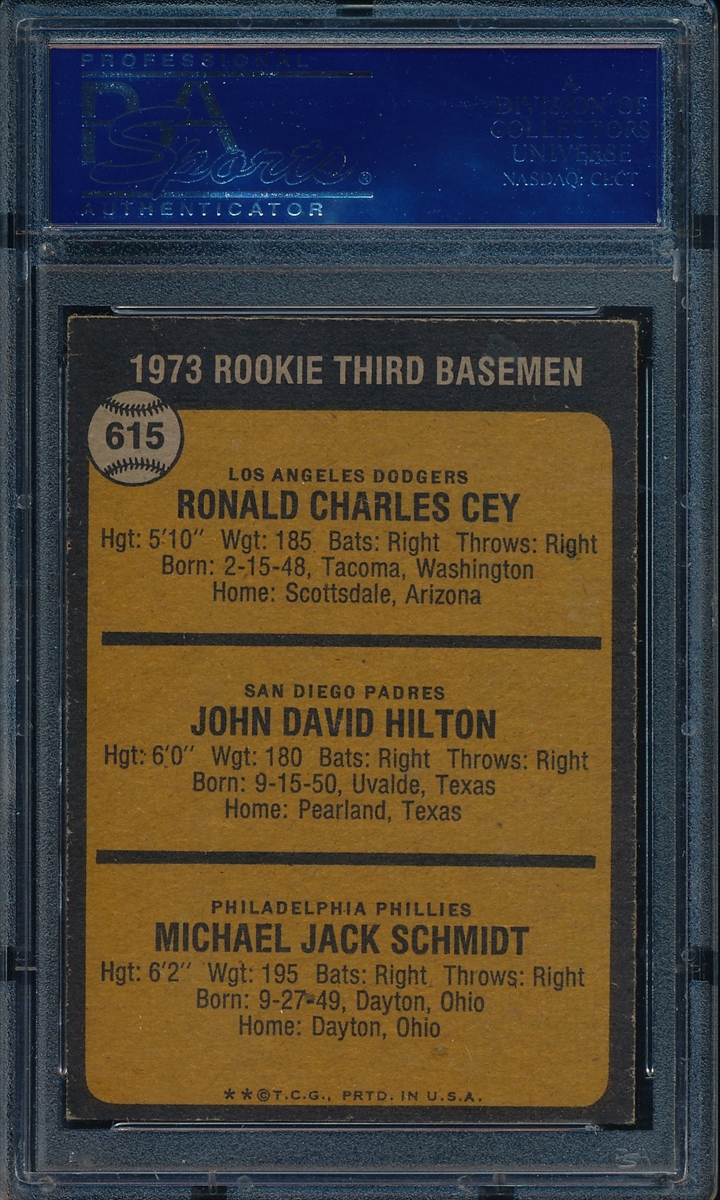 PROFESSIONAL
PSA
Sports®
AUTHENTICATOR
A
DIVISION OF
COLLECTORS
UNIVERSE
NASDAQ: CLCT
1973 ROOKIE THIRD BASEMEN
615
LOS ANGELES DODGERS
RONALD CHARLES CEY
Hgt: 5'10" Wgt: 185 Bats: Right Throws: Right
Born: 2-15-48, Tacoma, Washington
Home: Scottsdale, Arizona
SAN DIEGO PADRES
JOHN DAVID HILTON
Hgt: 6'0" Wgt: 180 Bats: Right Throws: Right
Born: 9-15-50, Uvalde, Texas
Home: Pearland, Texas
PHILADELPHIA PHILLIES
MICHAEL JACK SCHMIDT
Hgt: 6'2" Wgt: 195 Bats: Right Throws: Right
Born: 9-27-49, Dayton, Ohio
Home: Dayton, Ohio
**©T.C.G., PRTD. IN U.S.A.